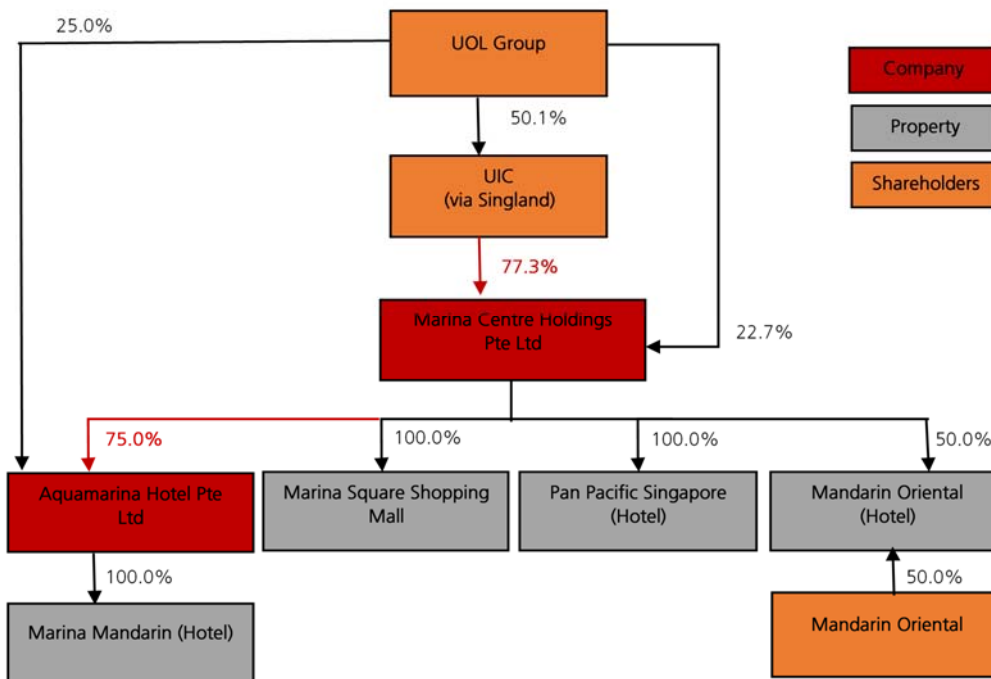 25.0%
UOL Group
Company
50.1%
Property
UIC
(via Singland)
Shareholders
77.3%
Marina Centre Holdings
Pte Ltd
22.7%
75.0%
100.0%
100.0%
50.0%
Aquamarina Hotel Pte
Ltd
Marina Square Shopping
Mall
Pan Pacific Singapore
(Hotel)
Mandarin Oriental
(Hotel)
100.0%
50.0%
Marina Mandarin (Hotel)
Mandarin Oriental